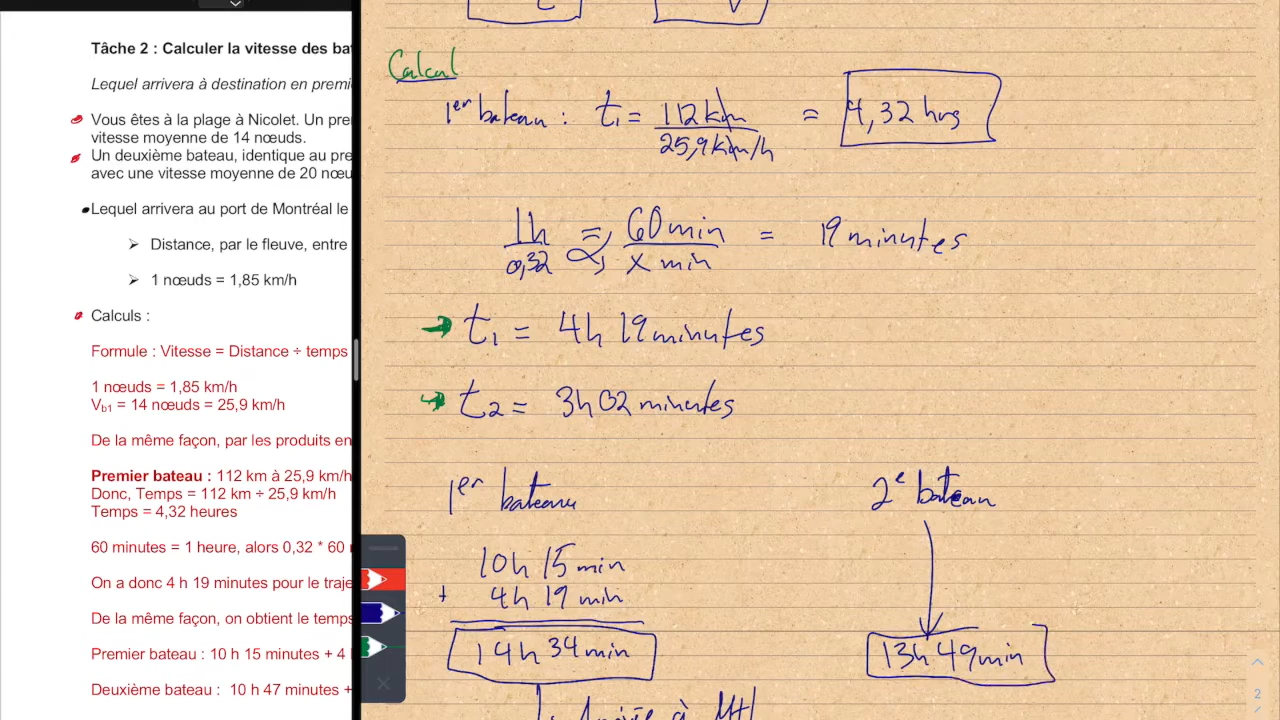 Tâche 2 : Calculer la vitesse des bat
Lequel arrivera à destination en premi
Vous êtes à la plage à Nicolet. Un pre
vitesse moyenne de 14 nœuds.
Un deuxième bateau, identique au pre
avec une vitesse moyenne de 20 nœu
Lequel arrivera au port de Montréal le
Distance, par le fleuve, entre
1 nœuds = 1,85 km/h
Calculs :
Formule : Vitesse = Distance ÷ temps
1 nœuds = 1,85 km/h
Vb1 = 14 nœuds = 25,9 km/h
De la même façon, par les produits en
Premier bateau : 112 km à 25,9 km/h
Donc, Temps = 112 km ÷ 25,9 km/h
Temps = 4,32 heures
60 minutes = 1 heure, alors 0,32 * 60
On a donc 4 h 19 minutes pour le traje
De la même façon, on obtient le temps
Premier bateau : 10 h 15 minutes + 4
Deuxième bateau : 10 h 47 minutes +
Calcul
1er bateau : t1 = 112 km / 25,9 km/h = 4,32 hrs
1h / 0,32 = 60 min / x min = 19 minutes
t1 = 4h 19 minutes
t2 = 3h 02 minutes
1er bateau
2e bateau
10h 15 min
+ 4h 19 min
14h 34 min
13h 49 min
à Mtl
2